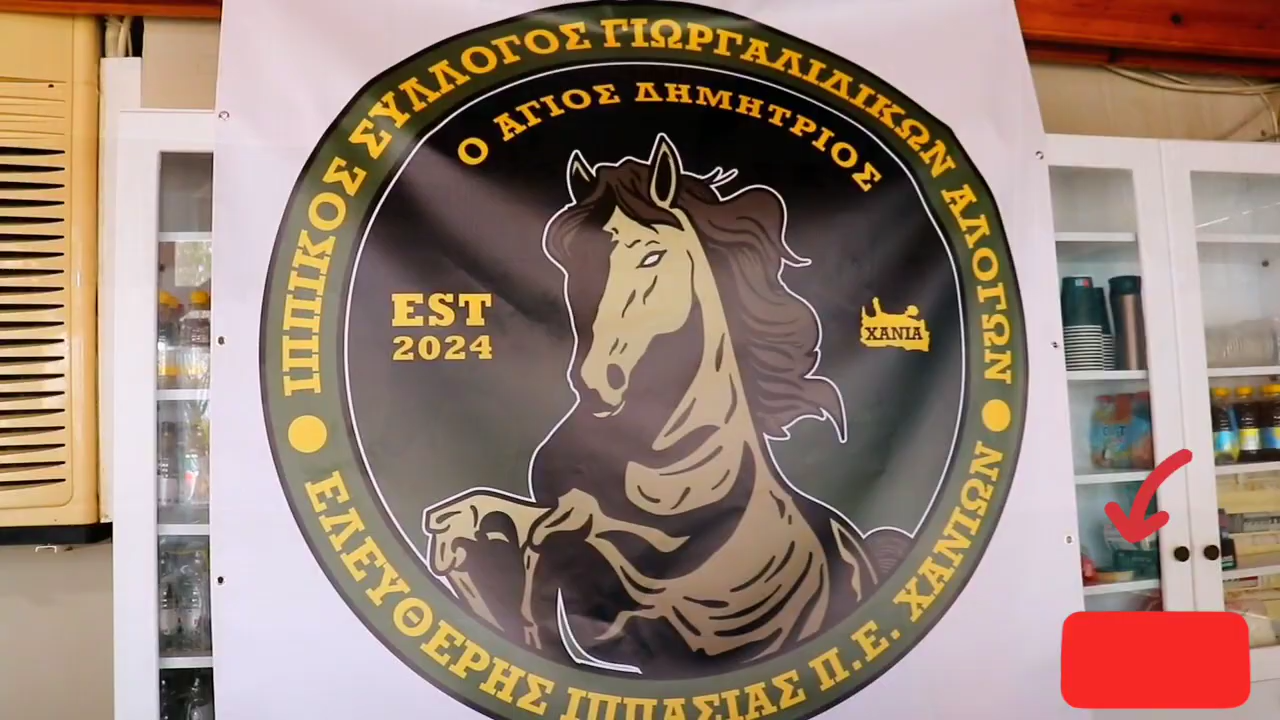 ΙΠΠΙΚΟΣ ΣΥΛΛΟΓΟΣ ΓΙΩΡΓΑΛΙΔΙΚΩΝ ΑΛΟΓΩΝ
Ο ΑΓΙΟΣ ΔΗΜΗΤΡΙΟΣ
EST
2024
ΧΑΝΙΑ
ΕΛΕΥΘΕΡΗΣ ΙΠΠΑΣΙΑΣ Π.Ε. ΧΑΝΙΩΝ